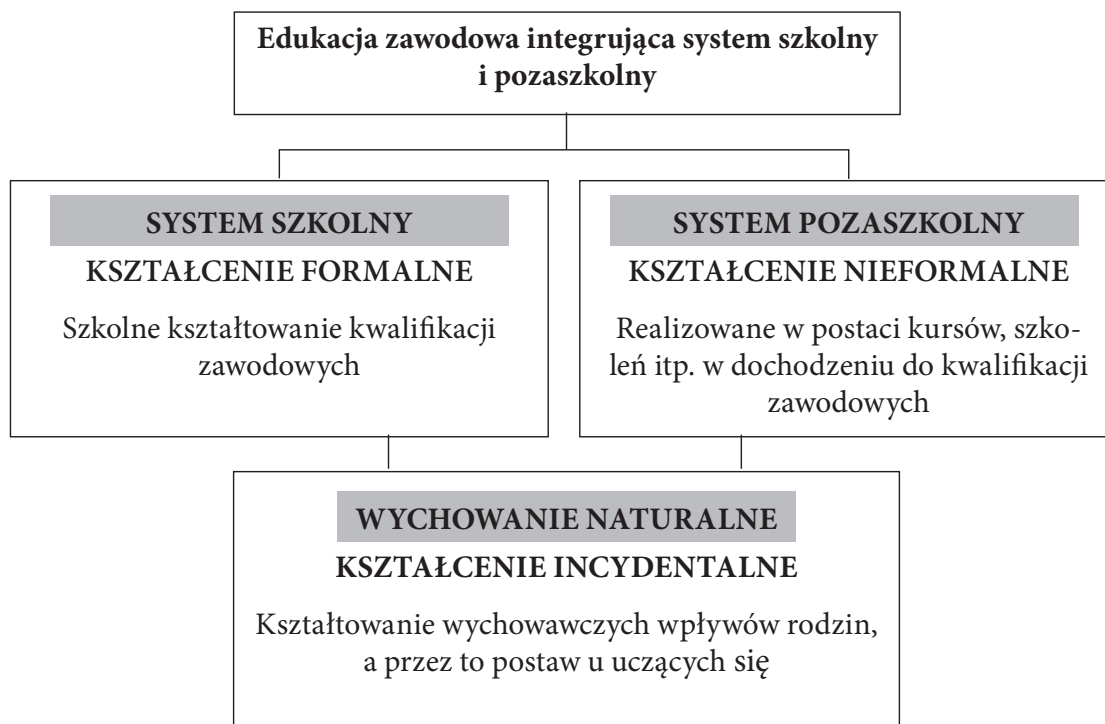 Edukacja zawodowa integrująca system szkolny
i pozaszkolny
SYSTEM SZKOLNY
KSZTAŁCENIE FORMALNE
Szkolne kształtowanie kwalifikacji
zawodowych
SYSTEM POZASZKOLNY
KSZTAŁCENIE NIEFORMALNE
Realizowane w postaci kursów, szko-
leń itp. w dochodzeniu do kwalifikacji
zawodowych
WYCHOWANIE NATURALNE
KSZTAŁCENIE INCYDENTALNE
Kształtowanie wychowawczych wpływów rodzin,
a przez to postaw u uczących się